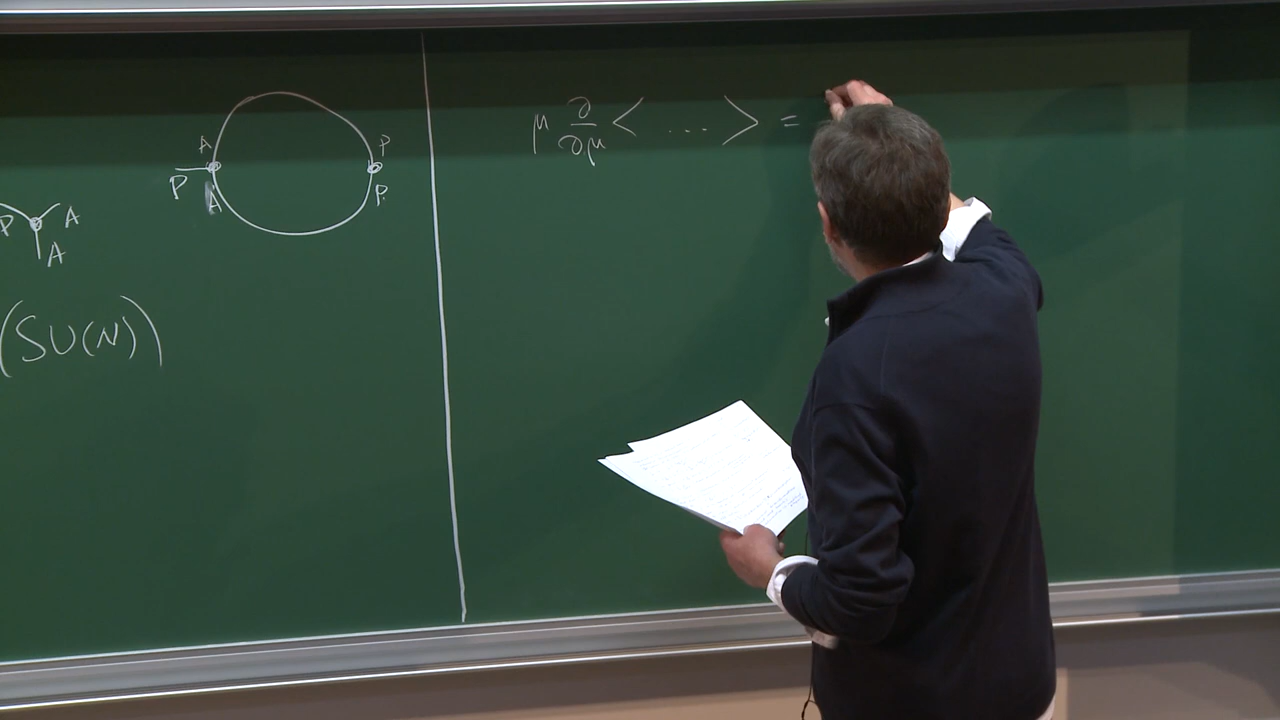 A P
P A P
P A
A
(SU(N))
μ ∂/∂μ < ... > =